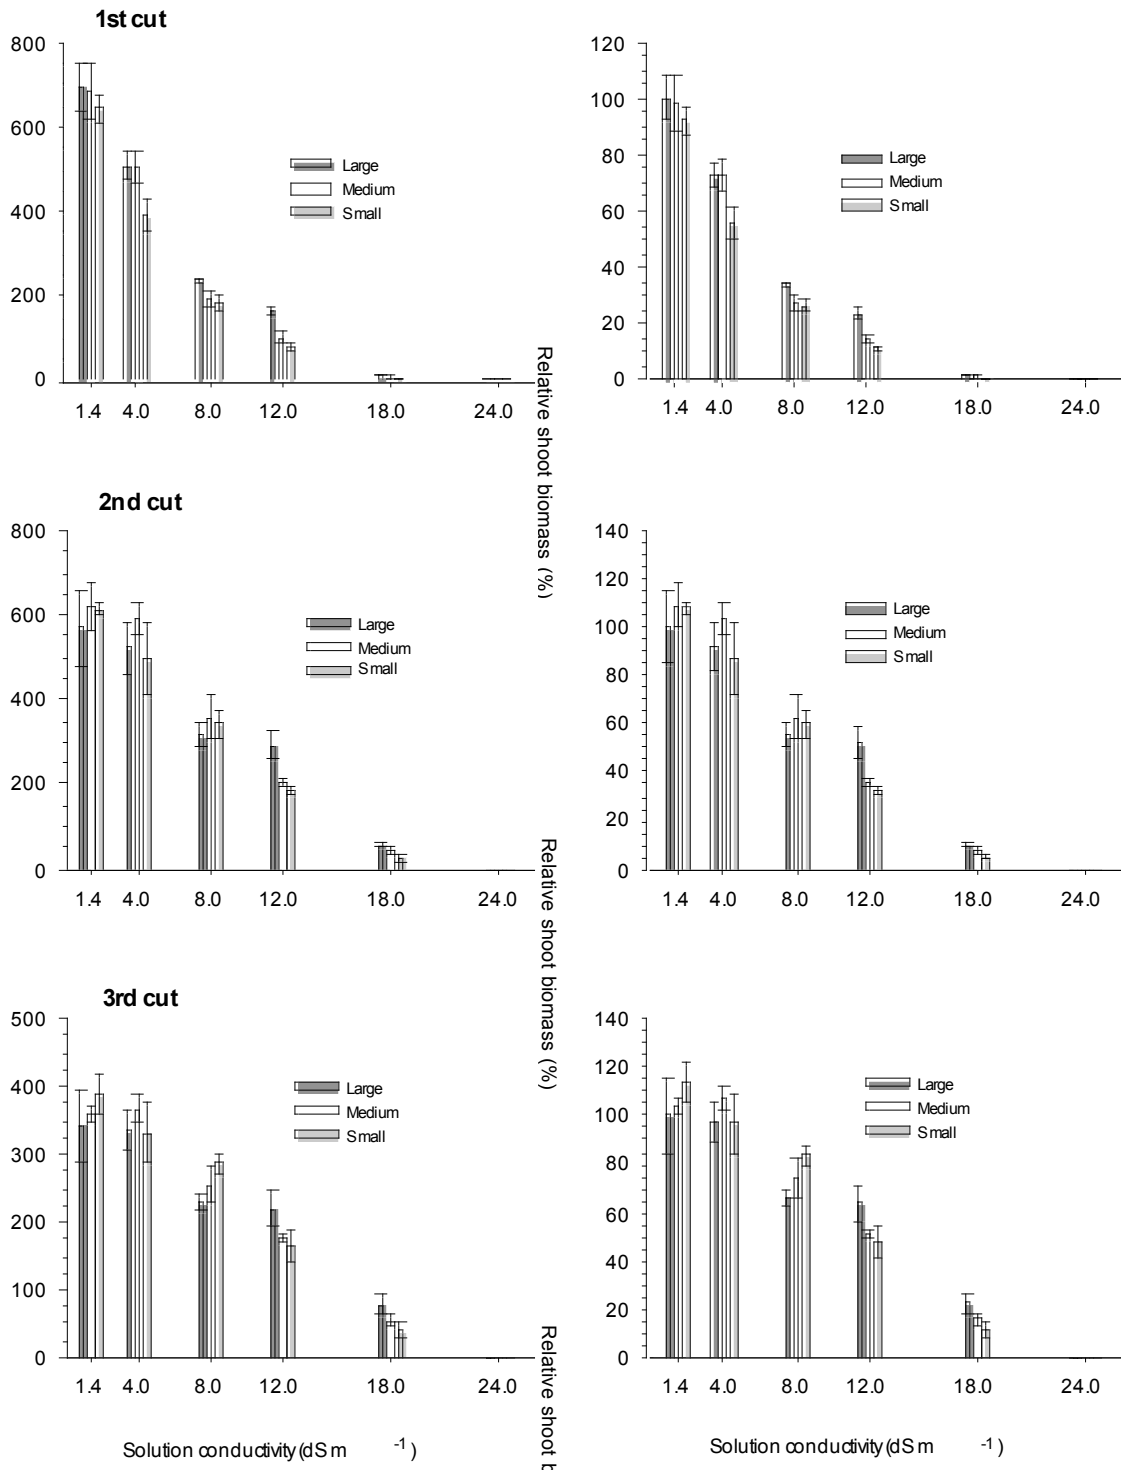 1st cut
800
600
400
200
0
1.4 4.0 8.0 12.0 18.0 24.0
Large
Medium
Small
Relative shoot biomass (%)
120
100
80
60
40
20
0
1.4 4.0 8.0 12.0 18.0 24.0
Large
Medium
Small
2nd cut
800
600
400
200
0
1.4 4.0 8.0 12.0 18.0 24.0
Large
Medium
Small
Relative shoot biomass (%)
140
120
100
80
60
40
20
0
1.4 4.0 8.0 12.0 18.0 24.0
Large
Medium
Small
3rd cut
500
400
300
200
100
0
1.4 4.0 8.0 12.0 18.0 24.0
Large
Medium
Small
Solution conductivity (dS m -1 )
Relative shoot b
140
120
100
80
60
40
20
0
1.4 4.0 8.0 12.0 18.0 24.0
Large
Medium
Small
Solution conductivity (dS m -1 )